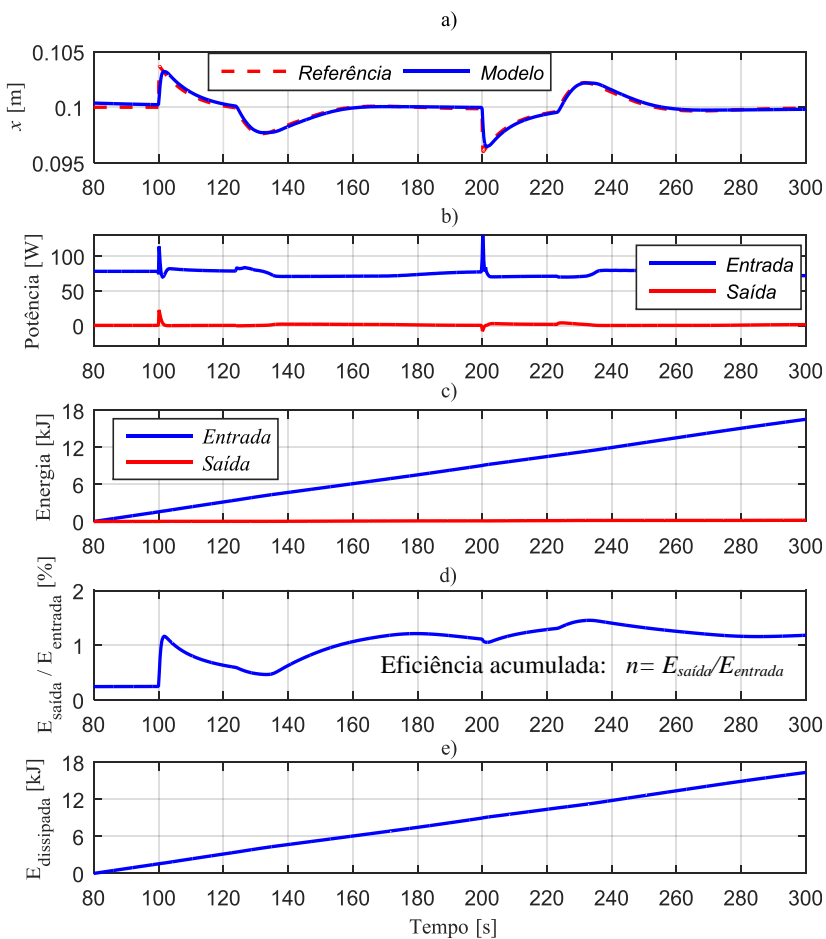 a)
0.105
0.1
0.095
x [m]
Referência
Modelo
80 100 120 140 160 180 200 220 240 260 280 300
b)
100
50
0
Potência [W]
Entrada
Saída
80 100 120 140 160 180 200 220 240 260 280 300
c)
18
12
6
0
Energia [kJ]
Entrada
Saída
80 100 120 140 160 180 200 220 240 260 280 300
d)
2
1
0
E saída / E entrada [%]
Eficiência acumulada: n= Esaída/Eentrada
80 100 120 140 160 180 200 220 240 260 280 300
e)
18
12
6
0
E dissipada [kJ]
80 100 120 140 160 180 200 220 240 260 280 300
Tempo [s]